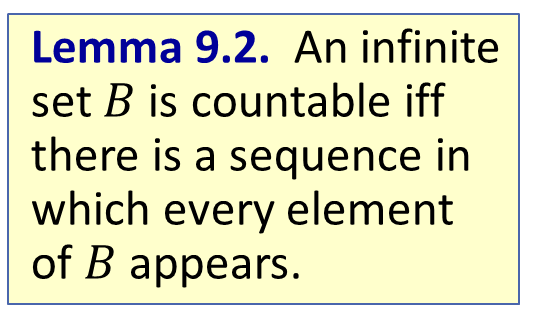 Lemma 9.2. An infinite
set B is countable iff
there is a sequence in
which every element
of B appears.